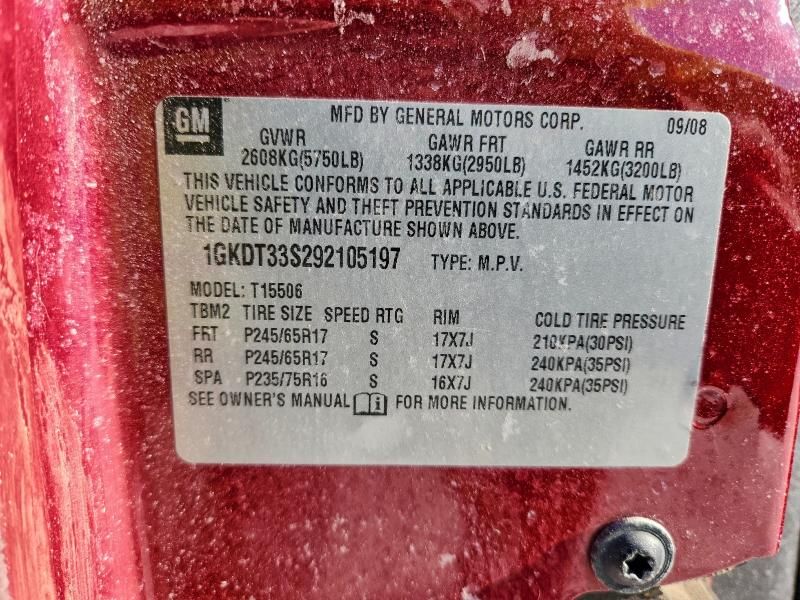 GM MFD BY GENERAL MOTORS CORP. 09/08
GVWR GAWR FRT GAWR RR
2608KG(5750LB) 1338KG(2950LB) 1452KG(3200LB)
THIS VEHICLE CONFORMS TO ALL APPLICABLE U.S. FEDERAL MOTOR
VEHICLE SAFETY AND THEFT PREVENTION STANDARDS IN EFFECT ON
THE DATE OF MANUFACTURE SHOWN ABOVE.
1GKDT33S292105197 TYPE: M.P.V.
MODEL: T15506
TBM2 TIRE SIZE SPEED RTG RIM COLD TIRE PRESSURE
FRT P245/65R17 S 17X7J 210KPA(30PSI)
RR P245/65R17 S 17X7J 240KPA(35PSI)
SPA P235/75R16 S 16X7J 240KPA(35PSI)
SEE OWNER'S MANUAL FOR MORE INFORMATION.